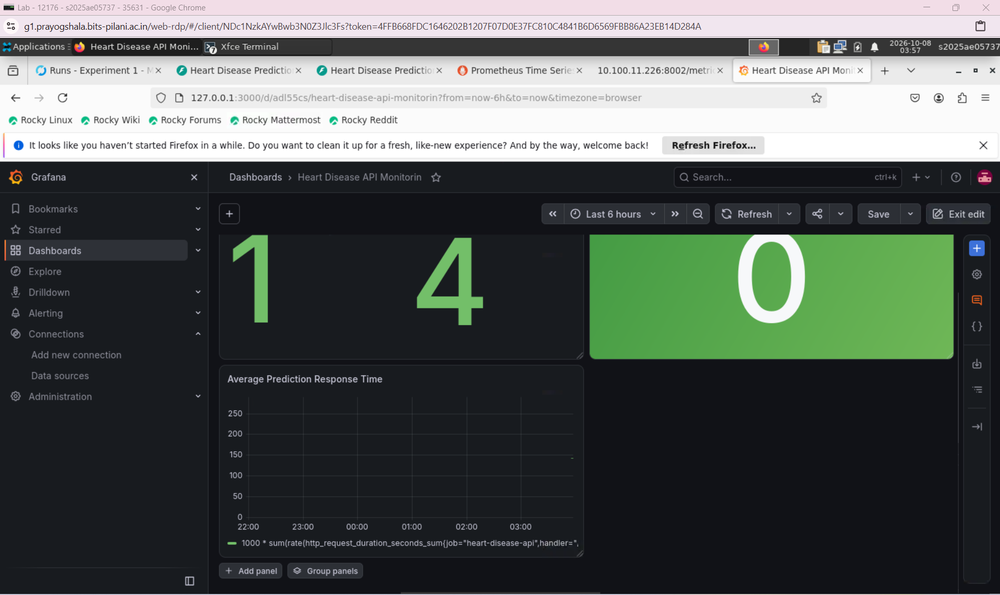 Lab - 12176 - s2025ae05737 - 35631 - Google Chrome
g1.prayogshala.bits-pilani.ac.in/web-rdp/#/client/NDc1NzkAYwBwb3N0Z3Jlc3Fs?token=4FFB668FDC1646202B1207F07D0E37FC810C4841B6D6569FBB86A23EB14D284A
Applications
Heart Disease API Moni...
Xfce Terminal
7
2026-10-08
03:57
s2025ae05737
Runs - Experiment 1 - M
Heart Disease Predictio
Heart Disease Prediction
Prometheus Time Series
10.100.11.226:8002/metri
Heart Disease API Monit
127.0.0.1:3000/d/adl55cs/heart-disease-api-monitorin?from=now-6h&to=now&timezone=browser
Rocky Linux Rocky Wiki Rocky Forums Rocky Mattermost Rocky Reddit
It looks like you haven’t started Firefox in a while. Do you want to clean it up for a fresh, like-new experience? And by the way, welcome back! Refresh Firefox...
Grafana
Dashboards › Heart Disease API Monitorin
Search... ctrl+k
Bookmarks
Starred
Dashboards
Explore
Drilldown
Alerting
Connections
Add new connection
Data sources
Administration
Last 6 hours
Refresh
Save
Exit edit
1 4 0
Average Prediction Response Time
250
200
150
100
50
0
22:00 23:00 00:00 01:00 02:00 03:00
1000 * sum(rate(http_request_duration_seconds_sum{job="heart-disease-api",handler="
Add panel
Group panels